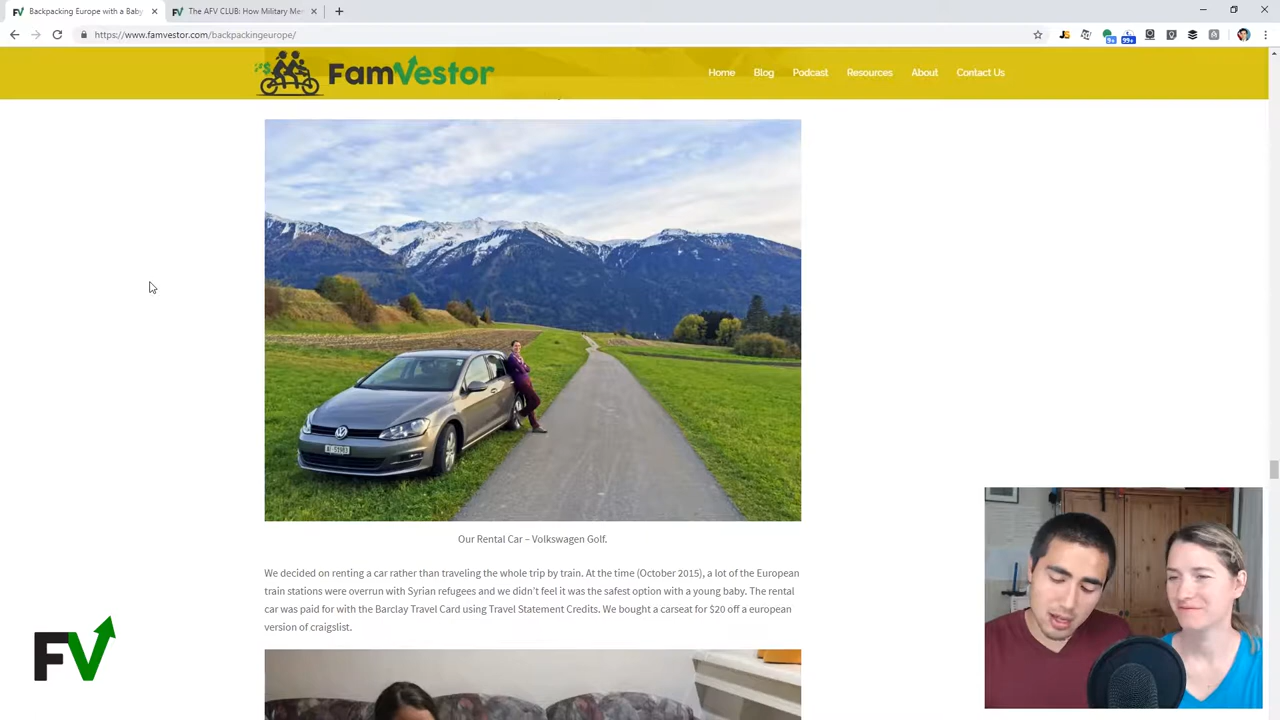 Backpacking Europe with a Baby
The AFV CLUB: How Military Me
https://www.famvestor.com/backpackingeurope/
9+
99+
FamVestor
Home
Blog
Podcast
Resources
About
Contact Us
Our Rental Car – Volkswagen Golf.
We decided on renting a car rather than traveling the whole trip by train. At the time (October 2015), a lot of the European
train stations were overrun with Syrian refugees and we didn't feel it was the safest option with a young baby. The rental
car was paid for with the Barclay Travel Card using Travel Statement Credits. We bought a carseat for $20 off a european
version of craigslist.
FV